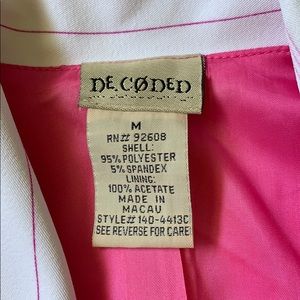 DE.CØDED
M
RN# 92608
SHELL:
95% POLYESTER
5% SPANDEX
LINING:
100% ACETATE
MADE IN
MACAU
STYLE#140-4413C
SEE REVERSE FOR CARE